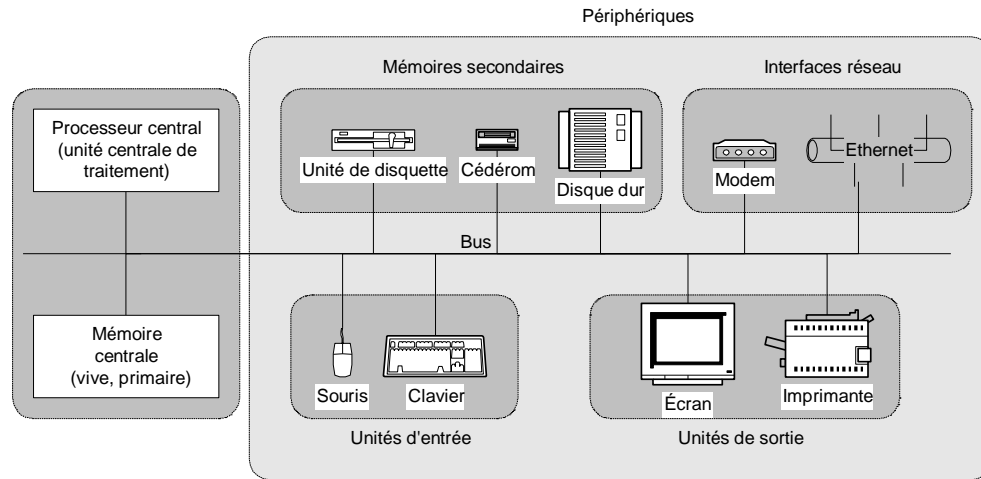 Périphériques
Mémoires secondaires
Interfaces réseau
Processeur central
(unité centrale de
traitement)
Unité de disquette
Cédérom
Disque dur
Modem
Ethernet
Bus
Mémoire
centrale
(vive, primaire)
Souris
Clavier
Écran
Imprimante
Unités d'entrée
Unités de sortie